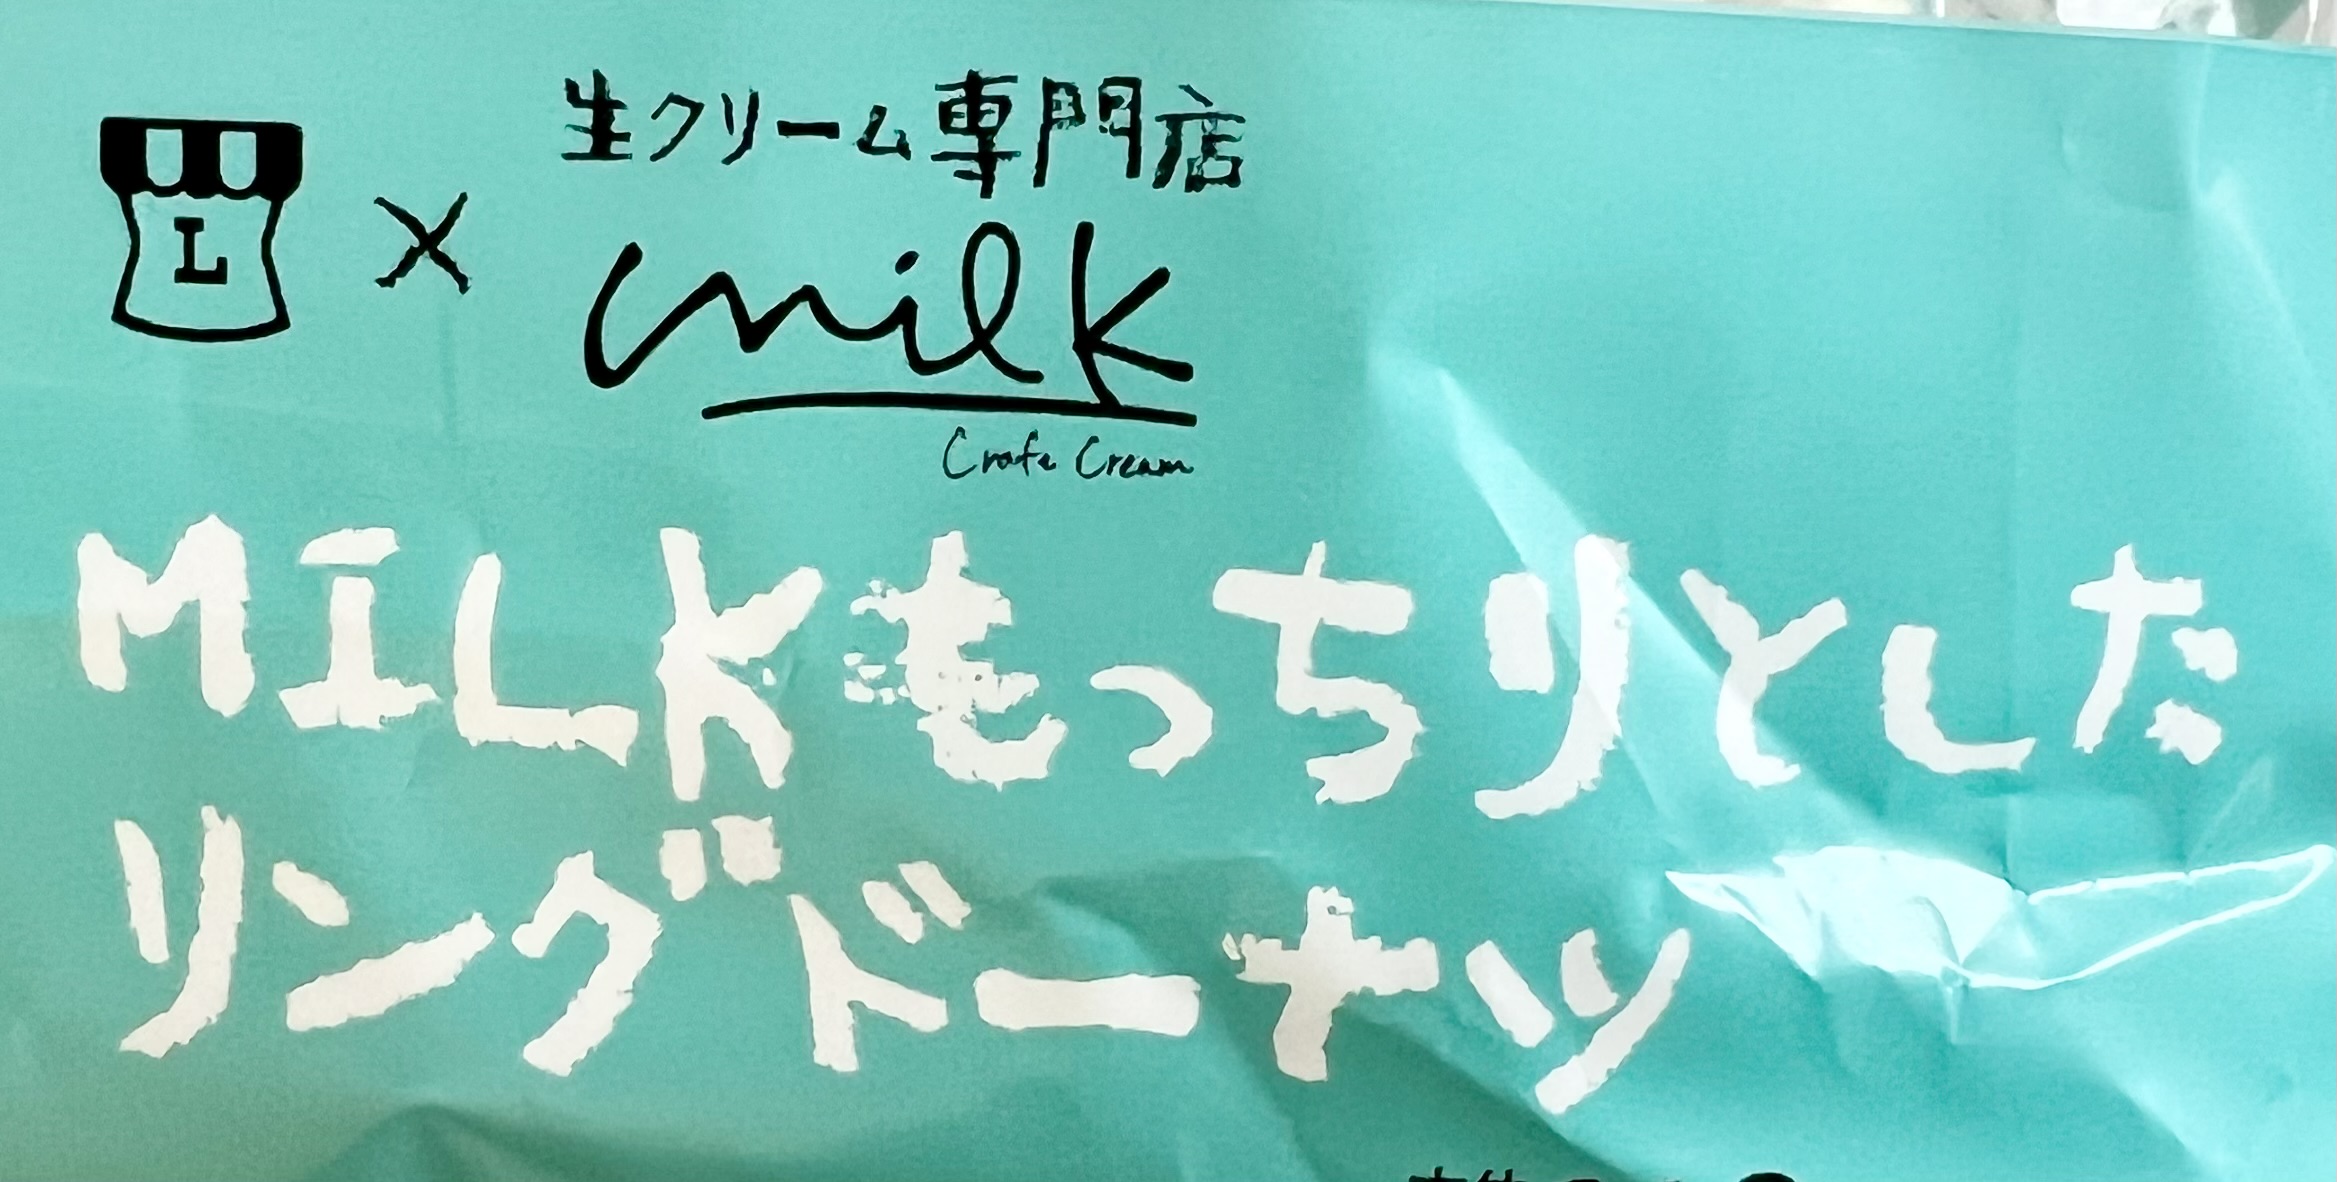 生クリーム専門店
L × milk
Craft Cream
MILKもっちりとした
リングドーナツ